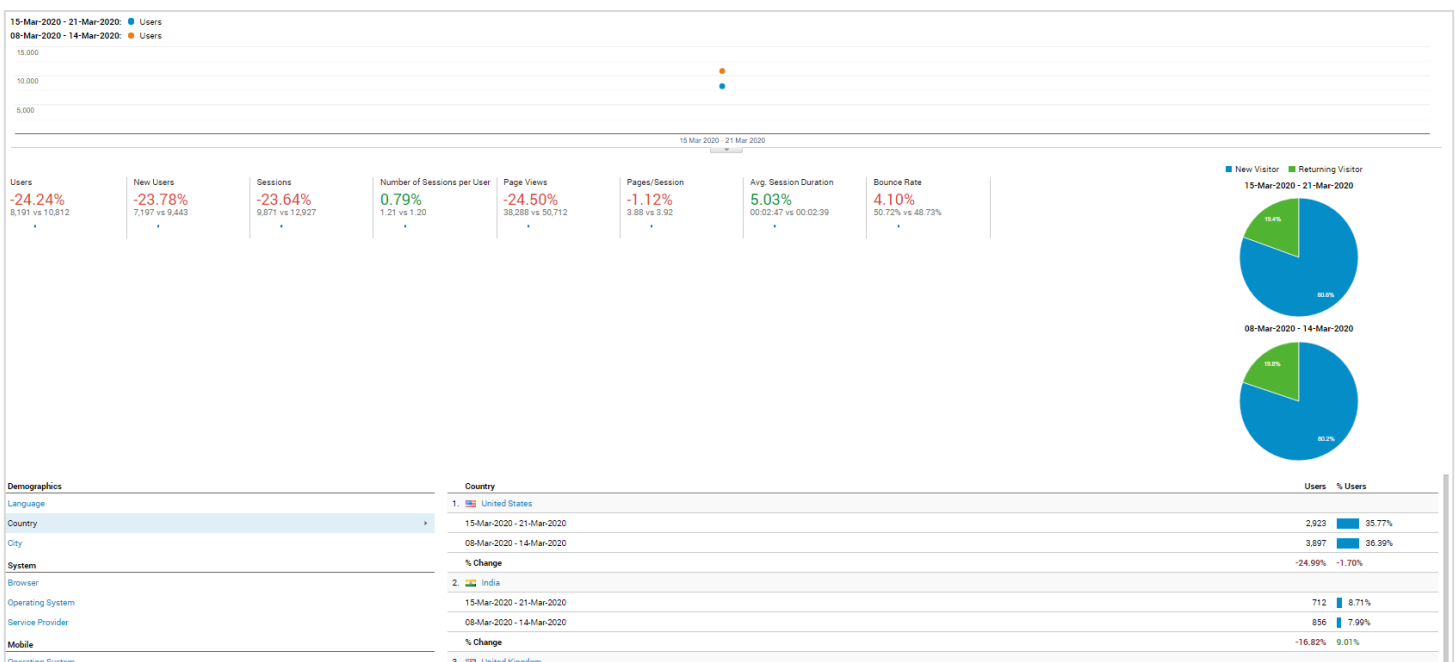 15-Mar-2020 - 21-Mar-2020: Users
08-Mar-2020 - 14-Mar-2020: Users
15,000
10,000
5,000
15 Mar 2020 - 21 Mar 2020
New Visitor Returning Visitor
15-Mar-2020 - 21-Mar-2020
19.4%
80.6%
08-Mar-2020 - 14-Mar-2020
19.8%
80.2%
Users
-24.24%
8,191 vs 10,812
New Users
-23.78%
7,197 vs 9,443
Sessions
-23.64%
9,871 vs 12,927
Number of Sessions per User
0.79%
1.21 vs 1.20
Page Views
-24.50%
38,288 vs 50,712
Pages/Session
-1.12%
3.88 vs 3.92
Avg. Session Duration
5.03%
00:02:47 vs 00:02:39
Bounce Rate
4.10%
50.72% vs 48.73%
Demographics
Language
Country
City
System
Browser
Operating System
Service Provider
Mobile
Operating System
Country Users % Users
1. United States
15-Mar-2020 - 21-Mar-2020 2,923 35.77%
08-Mar-2020 - 14-Mar-2020 3,897 36.39%
% Change -24.99% -1.70%
2. India
15-Mar-2020 - 21-Mar-2020 712 8.71%
08-Mar-2020 - 14-Mar-2020 856 7.99%
% Change -16.82% 9.01%
3. United Kingdom